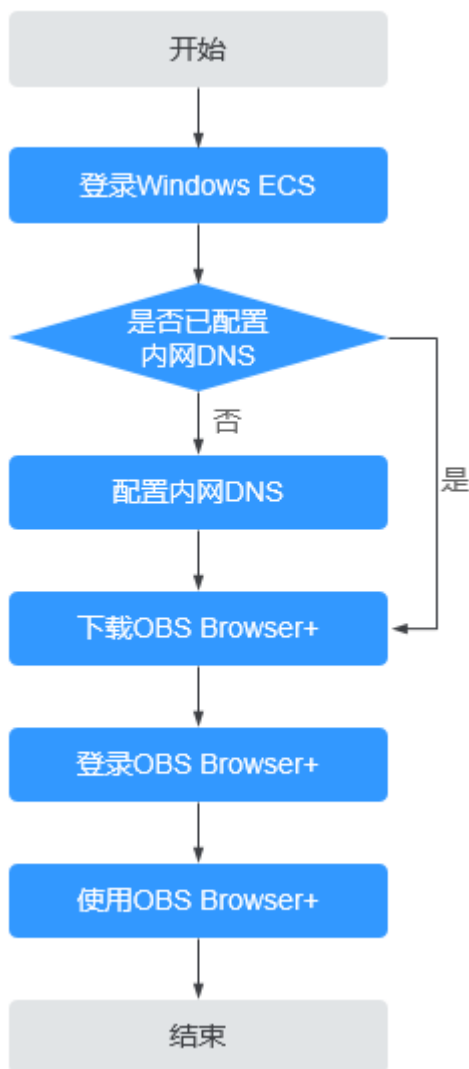 开始
登录Windows ECS
是否已配置
内网DNS
否
是
配置内网DNS
下载OBS Browser+
登录OBS Browser+
使用OBS Browser+
结束